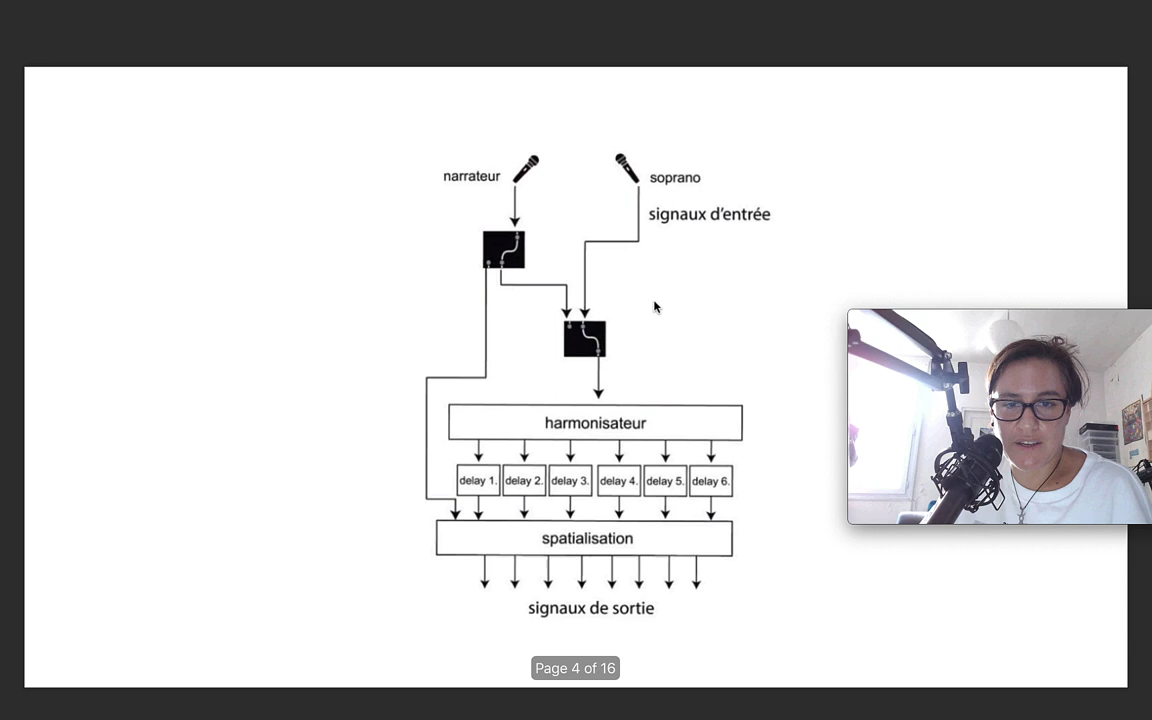 narrateur
soprano
signaux d’entrée
harmonisateur
delay 1. delay 2. delay 3. delay 4. delay 5. delay 6.
spatialisation
signaux de sortie
Page 4 of 16